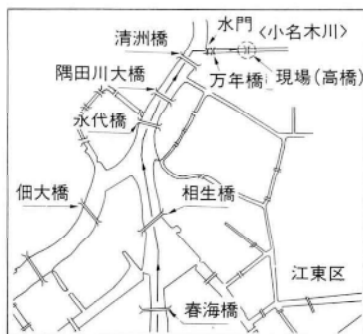 水門
〈小名木川〉
清洲橋
万年橋
隅田川大橋
現場(高橋)
永代橋
佃大橋
相生橋
江東区
春海橋